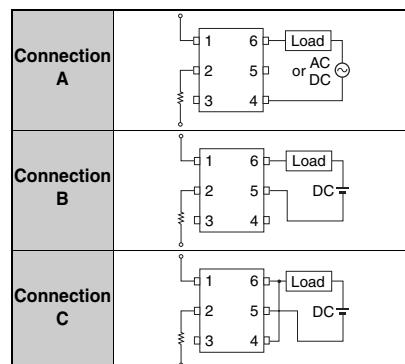 Connection
A
1 6 Load
2 5 or AC
DC
3 4
Connection
B
1 6 Load
2 5 DC
3 4
Connection
C
1 6 Load
2 5 DC
3 4